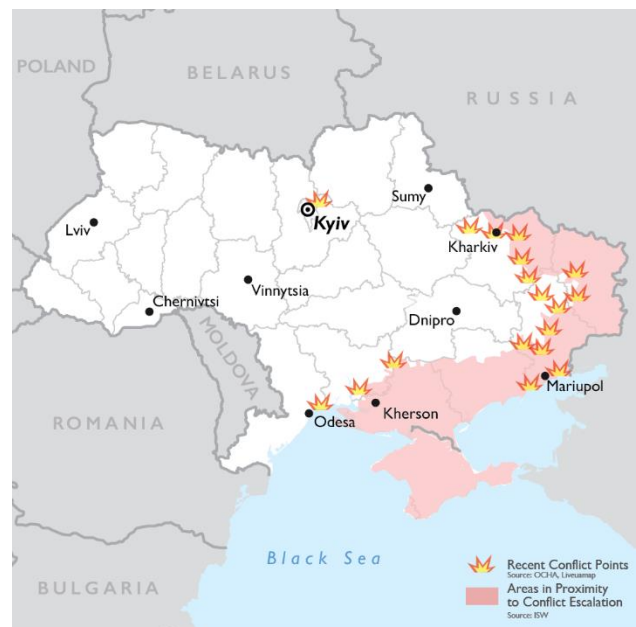 POLAND
BELARUS
RUSSIA
Sumy
Kyiv
Lviv
Kharkiv
Vinnytsia
Chernivtsi
Dnipro
MOLDOVA
Mariupol
Kherson
Odesa
ROMANIA
Black Sea
BULGARIA
Recent Conflict Points
Source: OCHA, Liveuamap
Areas in Proximity
to Conflict Escalation
Source: ISW